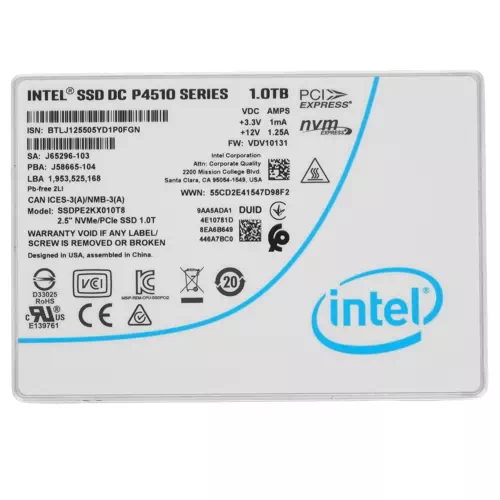 INTEL® SSD DC P4510 SERIES 1.0TB
PCI EXPRESS®
VDC AMPS
+3.3V 1mA
+12V 1.25A
nvm EXPRESS™
ISN: BTLJ125505YD1P0FGN
FW: VDV10131
SA: J65296-103
PBA: J58665-104
LBA 1,953,525,168
Pb-free 2LI
Intel Corporation
Attn: Corporate Quality
2200 Mission College Blvd.
Santa Clara, CA 95054-1549, USA
WWN: 55CD2E41547D98F2
CAN ICES-3(A)/NMB-3(A)
Model: SSDPE2KX010T8
2.5" NVMe/PCIe SSD 1.0T
9AA5ADA1 DUID
4E10781D
8EA6B649
446A7BC0
WARRANTY VOID IF ANY LABEL/
SCREW IS REMOVED OR BROKEN
Designed in USA, assembled in China.
D33025
RoHS
VCI
20
E139761
intel